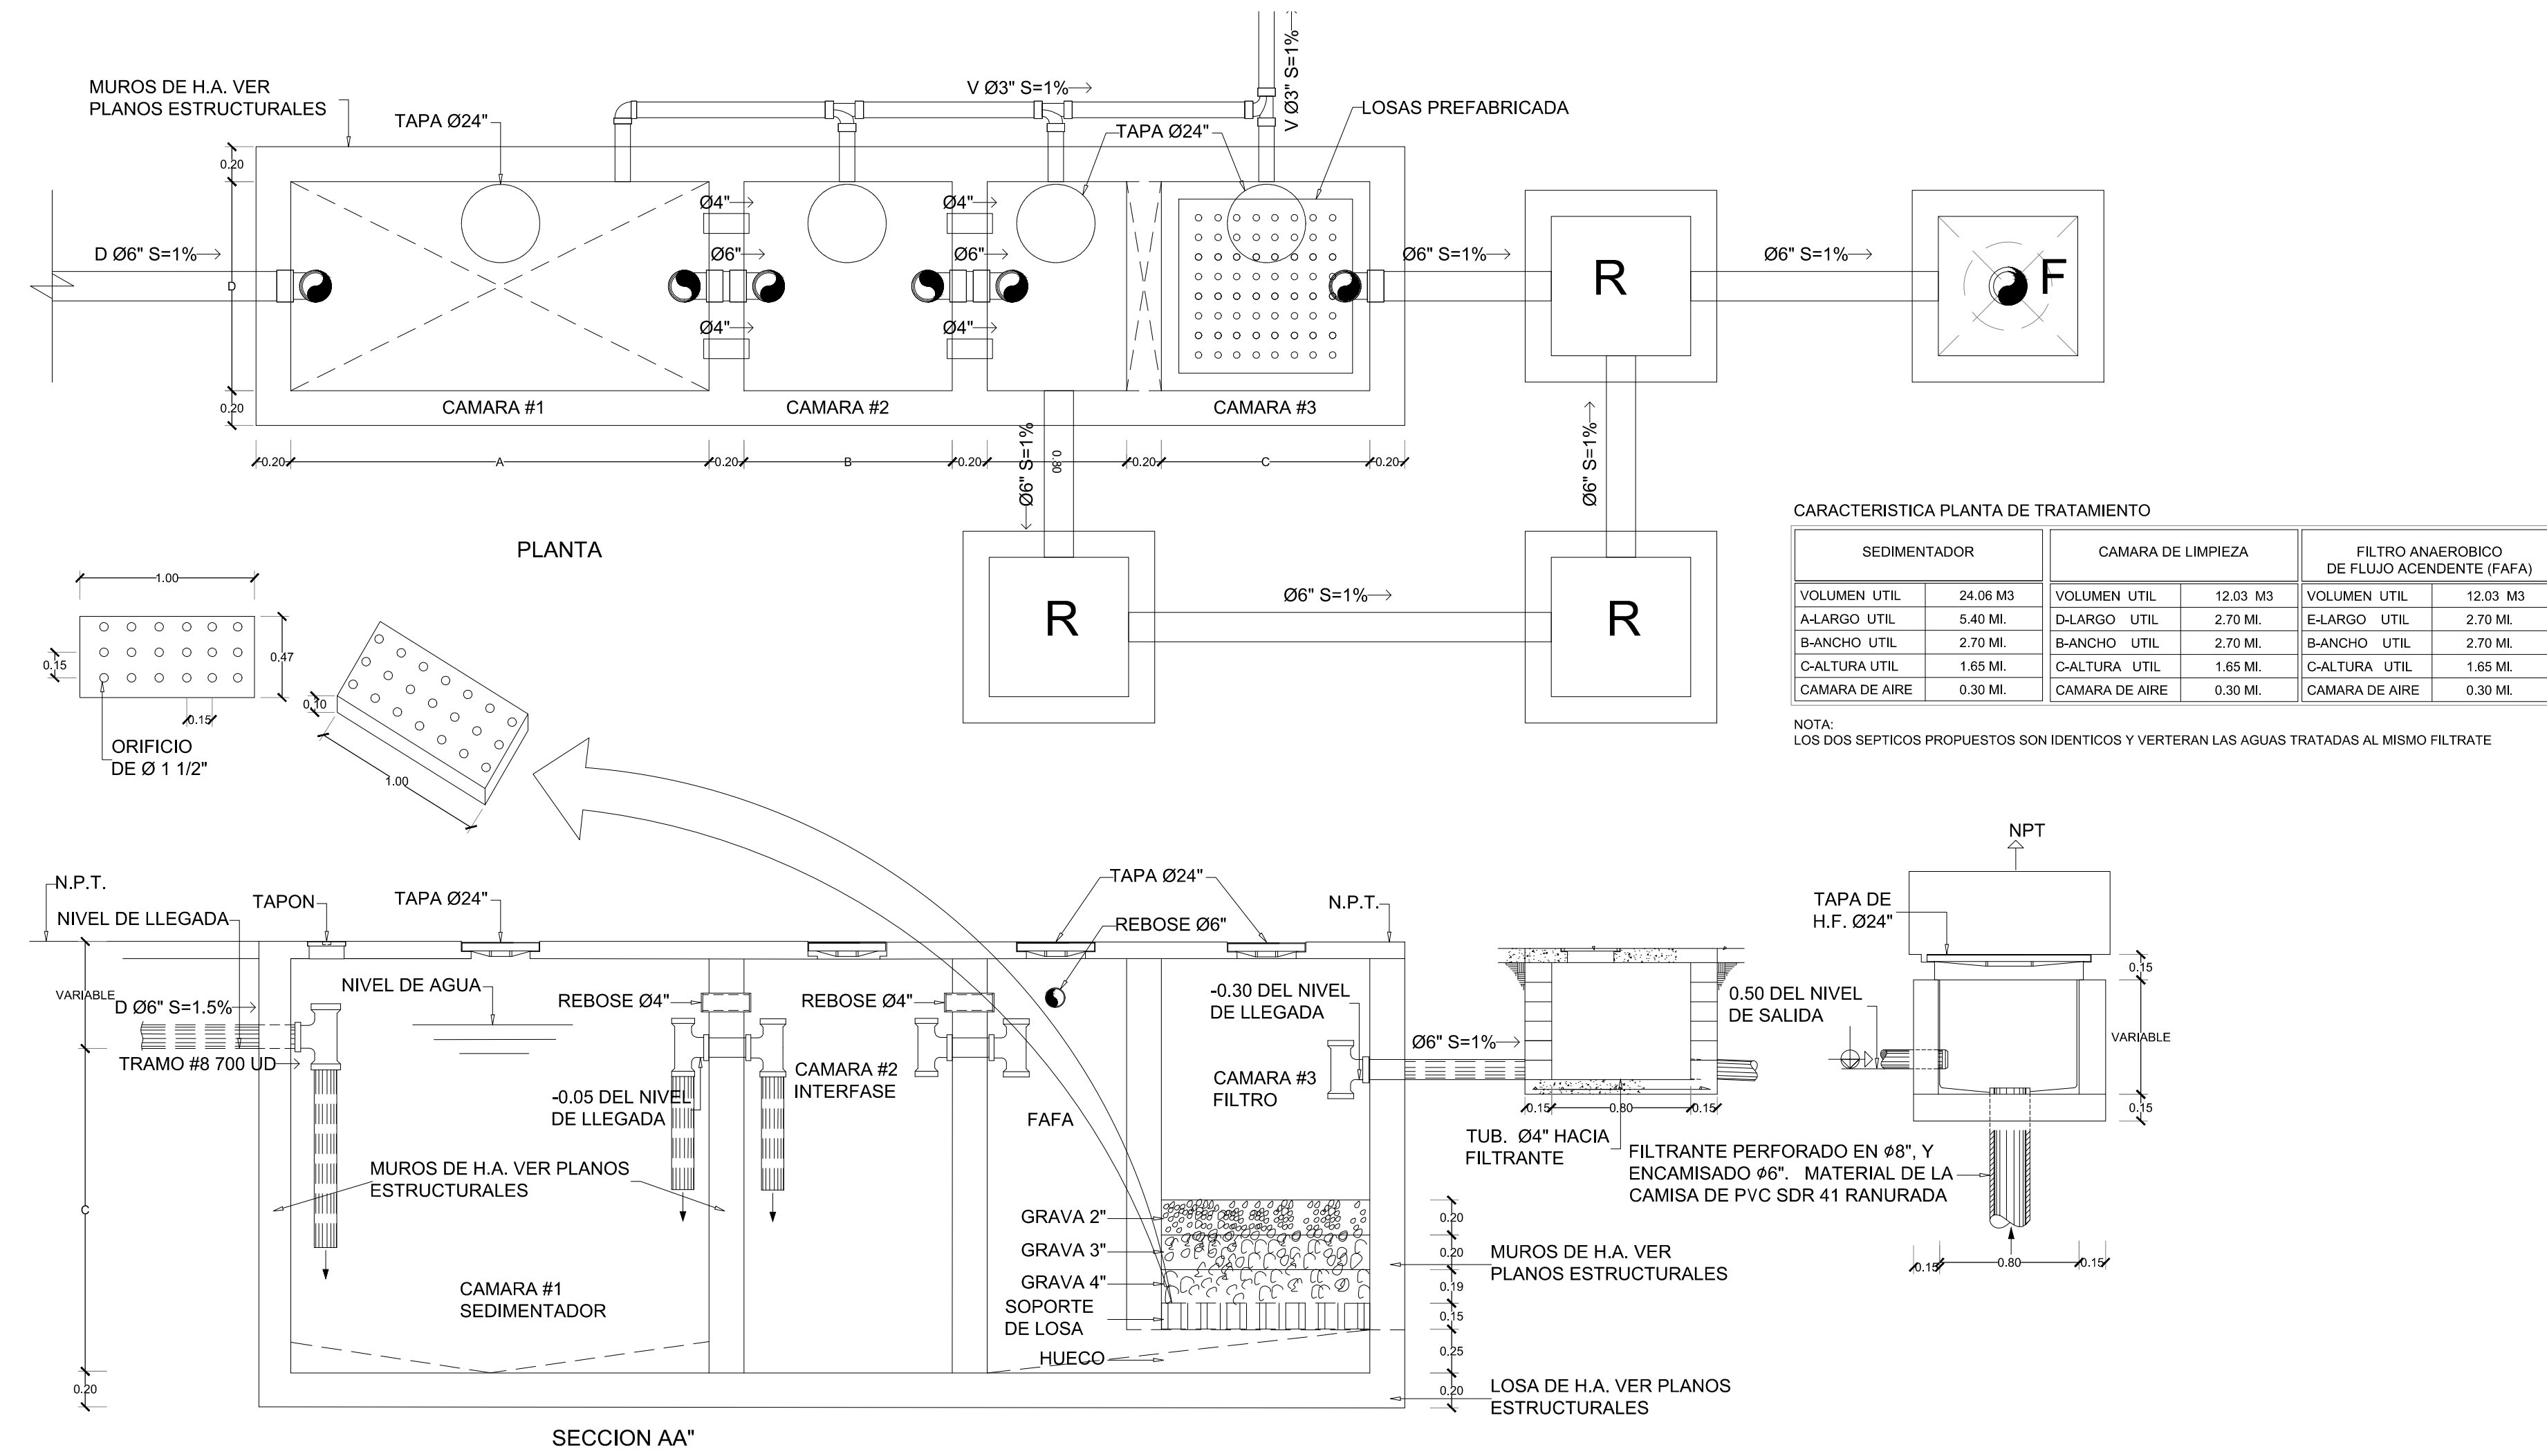 MUROS DE H.A. VER
PLANOS ESTRUCTURALES
TAPA Ø24"
V Ø3" S=1%
V Ø3" S=1%
TAPA Ø24"
LOSAS PREFABRICADA
0.20
D
0.20
D Ø6" S=1%
Ø4"
Ø6"
Ø4"
Ø4"
Ø6"
Ø4"
Ø6" S=1%
R
Ø6" S=1%
F
CAMARA #1
CAMARA #2
CAMARA #3
0.20
A
0.20
B
0.20
0.80
0.20
C
0.20
Ø6" S=1%
Ø6" S=1%
R
Ø6" S=1%
R
PLANTA
1.00
0.47
0.15
0.15
ORIFICIO
DE Ø 1 1/2"
0.10
1.00
CARACTERISTICA PLANTA DE TRATAMIENTO
SEDIMENTADOR
CAMARA DE LIMPIEZA
FILTRO ANAEROBICO
DE FLUJO ACENDENTE (FAFA)
VOLUMEN UTIL 24.06 M3 VOLUMEN UTIL 12.03 M3 VOLUMEN UTIL 12.03 M3
A-LARGO UTIL 5.40 Ml. D-LARGO UTIL 2.70 Ml. E-LARGO UTIL 2.70 Ml.
B-ANCHO UTIL 2.70 Ml. B-ANCHO UTIL 2.70 Ml. B-ANCHO UTIL 2.70 Ml.
C-ALTURA UTIL 1.65 Ml. C-ALTURA UTIL 1.65 Ml. C-ALTURA UTIL 1.65 Ml.
CAMARA DE AIRE 0.30 Ml. CAMARA DE AIRE 0.30 Ml. CAMARA DE AIRE 0.30 Ml.
NOTA:
LOS DOS SEPTICOS PROPUESTOS SON IDENTICOS Y VERTERAN LAS AGUAS TRATADAS AL MISMO FILTRATE
N.P.T.
NIVEL DE LLEGADA
TAPON
TAPA Ø24"
TAPA Ø24"
REBOSE Ø6"
N.P.T.
VARIABLE
D Ø6" S=1.5%
TRAMO #8 700 UD
NIVEL DE AGUA
REBOSE Ø4"
REBOSE Ø4"
-0.05 DEL NIVEL
DE LLEGADA
CAMARA #2
INTERFASE
FAFA
-0.30 DEL NIVEL
DE LLEGADA
CAMARA #3
FILTRO
MUROS DE H.A. VER PLANOS
ESTRUCTURALES
C
CAMARA #1
SEDIMENTADOR
GRAVA 2"
GRAVA 3"
GRAVA 4"
SOPORTE
DE LOSA
HUECO
0.20
0.20
0.20
0.19
0.15
0.25
0.20
MUROS DE H.A. VER
PLANOS ESTRUCTURALES
LOSA DE H.A. VER PLANOS
ESTRUCTURALES
SECCION AA"
Ø6" S=1%
0.15
0.80
0.15
TUB. Ø4" HACIA
FILTRANTE
NPT
TAPA DE
H.F. Ø24"
0.50 DEL NIVEL
DE SALIDA
0.15
VARIABLE
0.15
FILTRANTE PERFORADO EN Ø8", Y
ENCAMISADO Ø6". MATERIAL DE LA
CAMISA DE PVC SDR 41 RANURADA
0.15
0.80
0.15